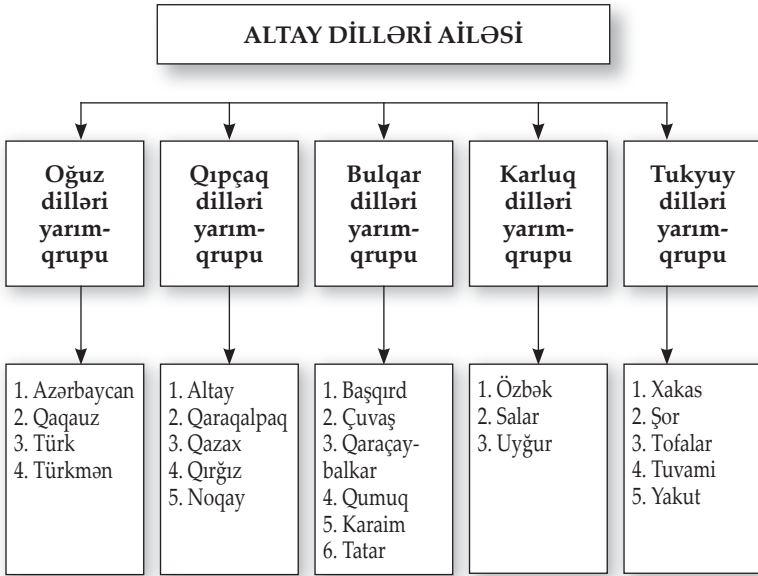 ALTAY DİLLƏRİ AİLƏSİ
Oğuz
dilləri
yarım-
qrupu
Qıpçaq
dilləri
yarım-
qrupu
Bulqar
dilləri
yarım-
qrupu
Karluq
dilləri
yarım-
qrupu
Tukyuy
dilləri
yarım-
qrupu
1. Azərbaycan
2. Qaqauz
3. Türk
4. Türkmən
1. Altay
2. Qaraqalpaq
3. Qazax
4. Qırğız
5. Noqay
1. Başqırd
2. Çuvaş
3. Qaraçay-
balkar
4. Qumuq
5. Karaim
6. Tatar
1. Özbək
2. Salar
3. Uyğur
1. Xakas
2. Şor
3. Tofalar
4. Tuvami
5. Yakut